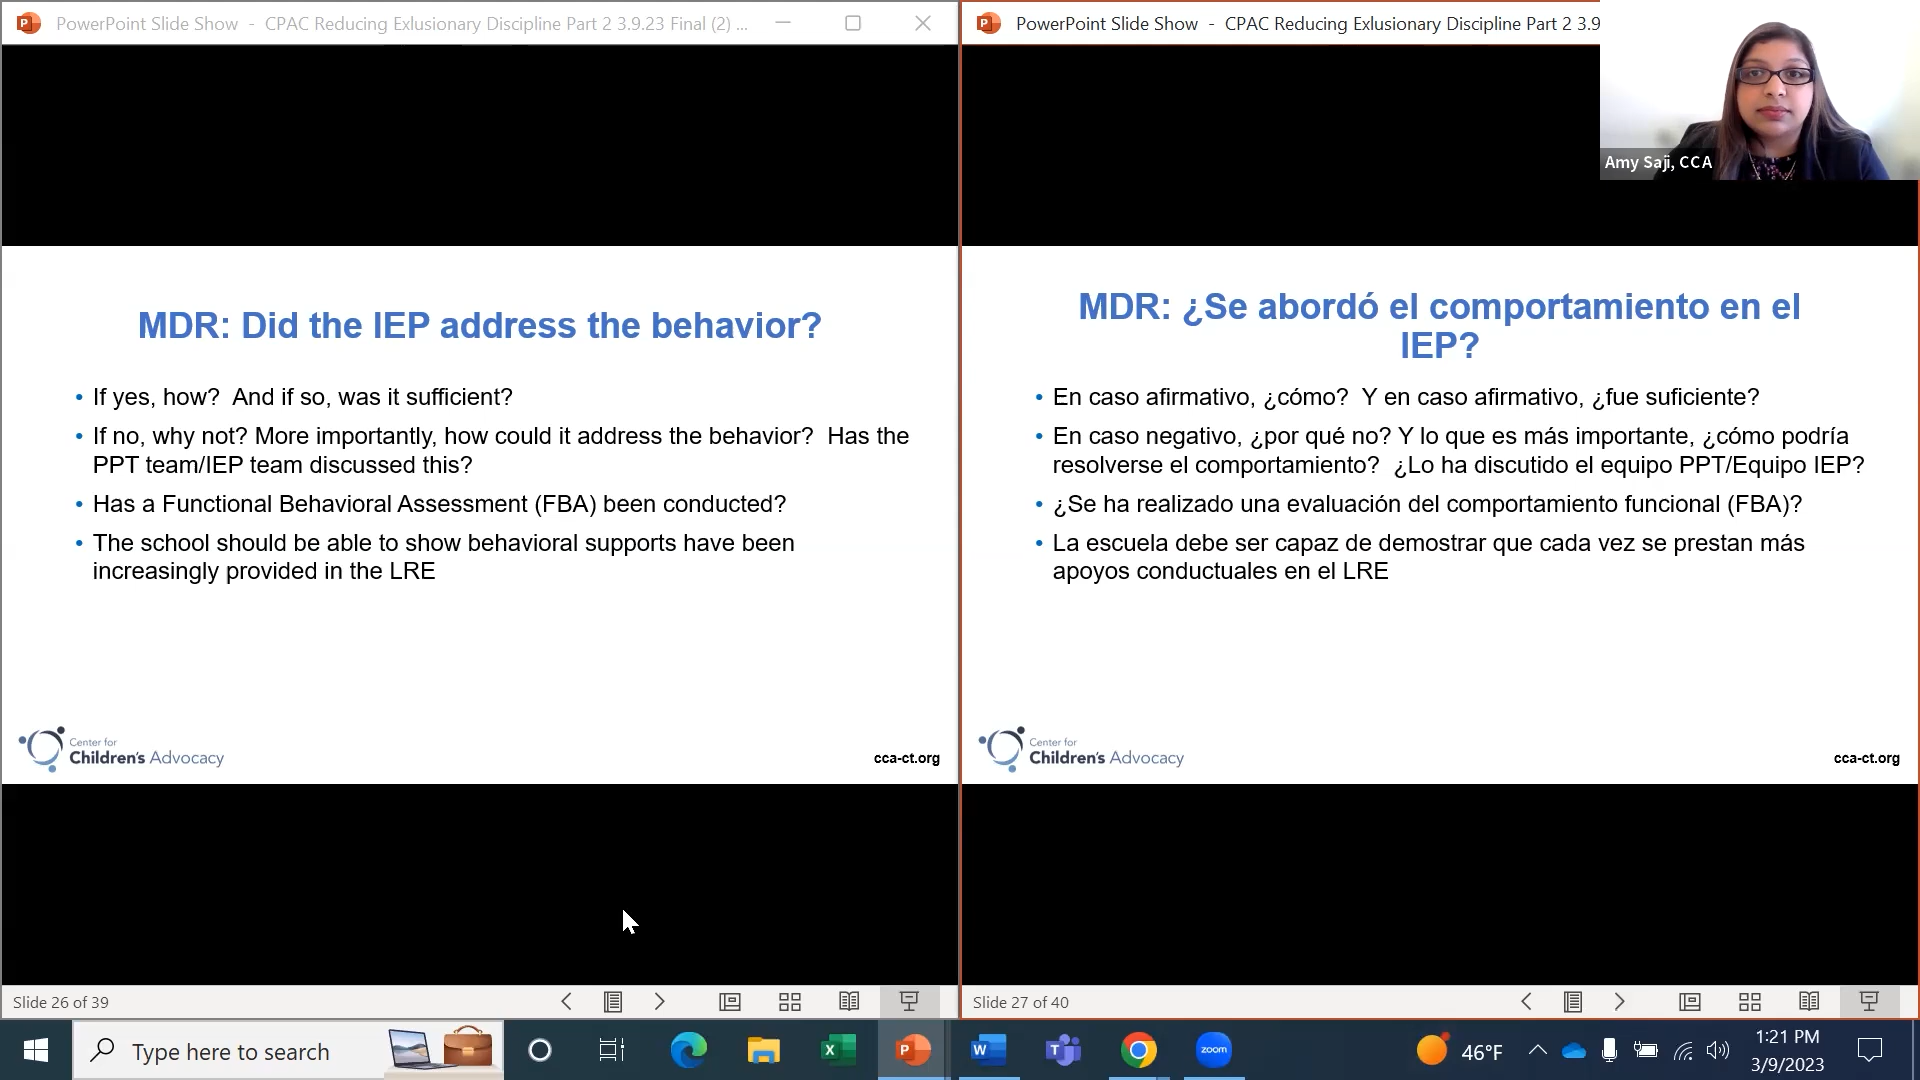 PowerPoint Slide Show - CPAC Reducing Exlusionary Discipline Part 2 3.9.23 Final (2) ...
MDR: Did the IEP address the behavior?
• If yes, how? And if so, was it sufficient?
• If no, why not? More importantly, how could it address the behavior? Has the
PPT team/IEP team discussed this?
• Has a Functional Behavioral Assessment (FBA) been conducted?
• The school should be able to show behavioral supports have been
increasingly provided in the LRE
Center for
Children's Advocacy
cca-ct.org
Slide 26 of 39
PowerPoint Slide Show - CPAC Reducing Exlusionary Discipline Part 2 3.9
Amy Saji, CCA
MDR: ¿Se abordó el comportamiento en el
IEP?
• En caso afirmativo, ¿cómo? Y en caso afirmativo, ¿fue suficiente?
• En caso negativo, ¿por qué no? Y lo que es más importante, ¿cómo podría
resolverse el comportamiento? ¿Lo ha discutido el equipo PPT/Equipo IEP?
• ¿Se ha realizado una evaluación del comportamiento funcional (FBA)?
• La escuela debe ser capaz de demostrar que cada vez se prestan más
apoyos conductuales en el LRE
Center for
Children's Advocacy
cca-ct.org
Slide 27 of 40
Type here to search
zoom
46°F
1:21 PM
3/9/2023